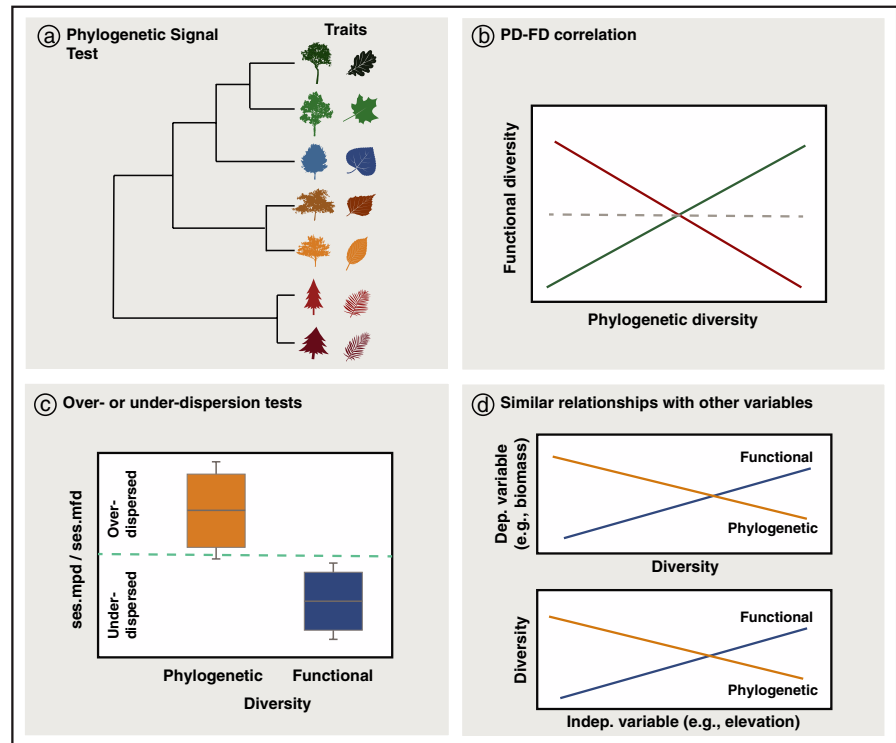 a Phylogenetic Signal
Test
Traits
b PD-FD correlation
Functional diversity
Phylogenetic diversity
c Over- or under-dispersion tests
ses.mpd / ses.mfd
Over-
dispersed
Under-
dispersed
Phylogenetic Functional
Diversity
d Similar relationships with other variables
Dep. variable
(e.g., biomass)
Functional
Phylogenetic
Diversity
Diversity
Functional
Phylogenetic
Indep. variable (e.g., elevation)